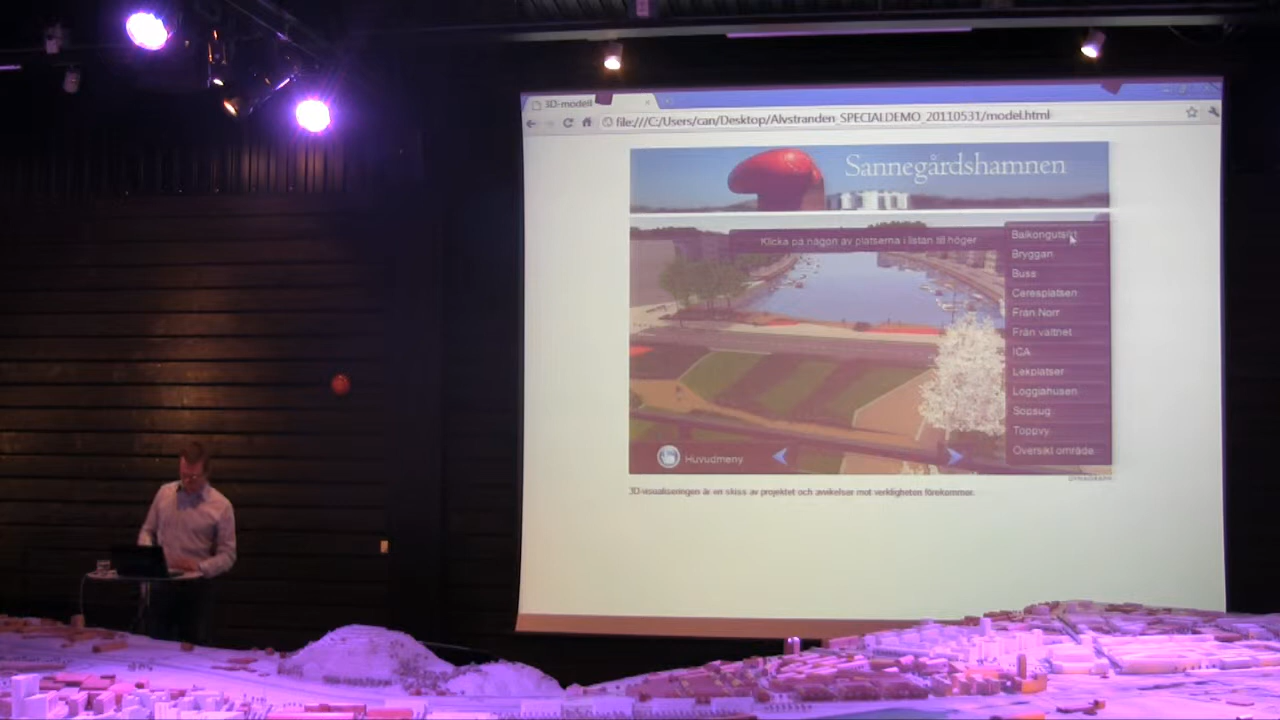 3D-modell
file:///C:/Users/can/Desktop/Alvstranden_SPECIALDEMO_20110531/model.html
Sannegårdshamnen
Klicka på någon av platserna i listan till höger
Balkongutsikt
Bryggan
Buss
Ceresplatsen
Från Norr
Från vattnet
ICA
Lekplatser
Loggiahusen
Sopsug
Toppvy
Översikt område
Huvudmeny
3D-visualiseringen är en skiss av projektet och avvikelser mot verkligheten förekommer.